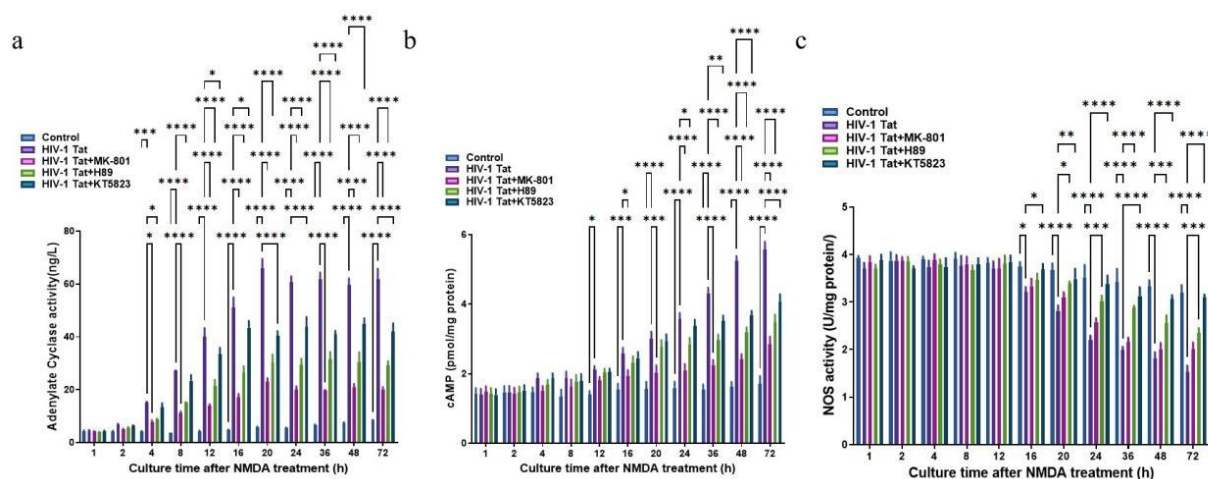 a
Control
HIV-1 Tat
HIV-1 Tat+MK-801
HIV-1 Tat+H89
HIV-1 Tat+KT5823
Adenylate Cyclase activity(ng/L)
80
60
40
20
0
1 2 4 8 12 16 20 24 36 48 72
Culture time after NMDA treatment (h)
b
Control
HIV-1 Tat
HIV-1 Tat+MK-801
HIV-1 Tat+H89
HIV-1 Tat+KT5823
cAMP (pmol/mg protein)
6
4
2
0
1 2 4 8 12 16 20 24 36 48 72
Culture time after NMDA treatment (h)
c
Control
HIV-1 Tat
HIV-1 Tat+MK-801
HIV-1 Tat+H89
HIV-1 Tat+KT5823
NOS activity (U/mg protein/)
5
4
3
2
1
0
1 2 4 8 12 16 20 24 36 48 72
Culture time after NMDA treatment (h)